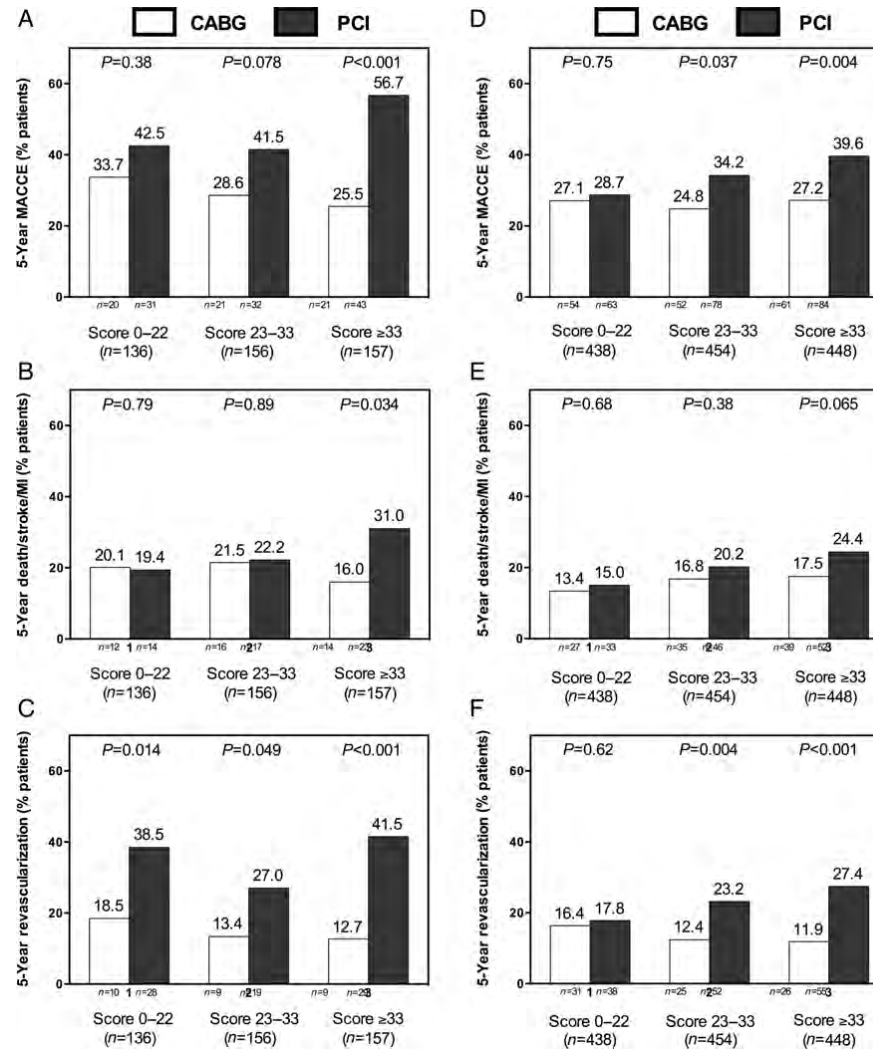 A
CABG
PCI
P=0.38 P=0.078 P<0.001
5-Year MACCE (% patients)
60
40
20
0
33.7 42.5 28.6 41.5 25.5 56.7
n=20 n=31 n=21 n=32 n=21 n=43
Score 0–22 Score 23–33 Score ≥33
(n=136) (n=156) (n=157)
B
P=0.79 P=0.89 P=0.034
5-Year death/stroke/MI (% patients)
60
40
20
0
20.1 19.4 21.5 22.2 16.0 31.0
n=12 1 n=14 n=16 2 n=17 n=14 3
Score 0–22 Score 23–33 Score ≥33
(n=136) (n=156) (n=157)
C
P=0.014 P=0.049 P<0.001
5-Year revascularization (% patients)
60
40
20
0
18.5 38.5 13.4 27.0 12.7 41.5
n=10 1 n=28 n=9 2 n=19 n=9 3
Score 0–22 Score 23–33 Score ≥33
(n=136) (n=156) (n=157)
D
CABG
PCI
P=0.75 P=0.037 P=0.004
5-Year MACCE (% patients)
60
40
20
0
27.1 28.7 24.8 34.2 27.2 39.6
n=54 n=63 n=52 n=78 n=61 n=84
Score 0–22 Score 23–33 Score ≥33
(n=438) (n=454) (n=448)
E
P=0.68 P=0.38 P=0.065
5-Year death/stroke/MI (% patients)
60
40
20
0
13.4 15.0 16.8 20.2 17.5 24.4
n=27 1 n=33 n=35 2 n=46 n=39 3
Score 0–22 Score 23–33 Score ≥33
(n=438) (n=454) (n=448)
F
P=0.62 P=0.004 P<0.001
5-Year revascularization (% patients)
60
40
20
0
16.4 17.8 12.4 23.2 11.9 27.4
n=31 1 n=38 n=25 2 n=52 n=26 3
Score 0–22 Score 23–33 Score ≥33
(n=438) (n=454) (n=448)